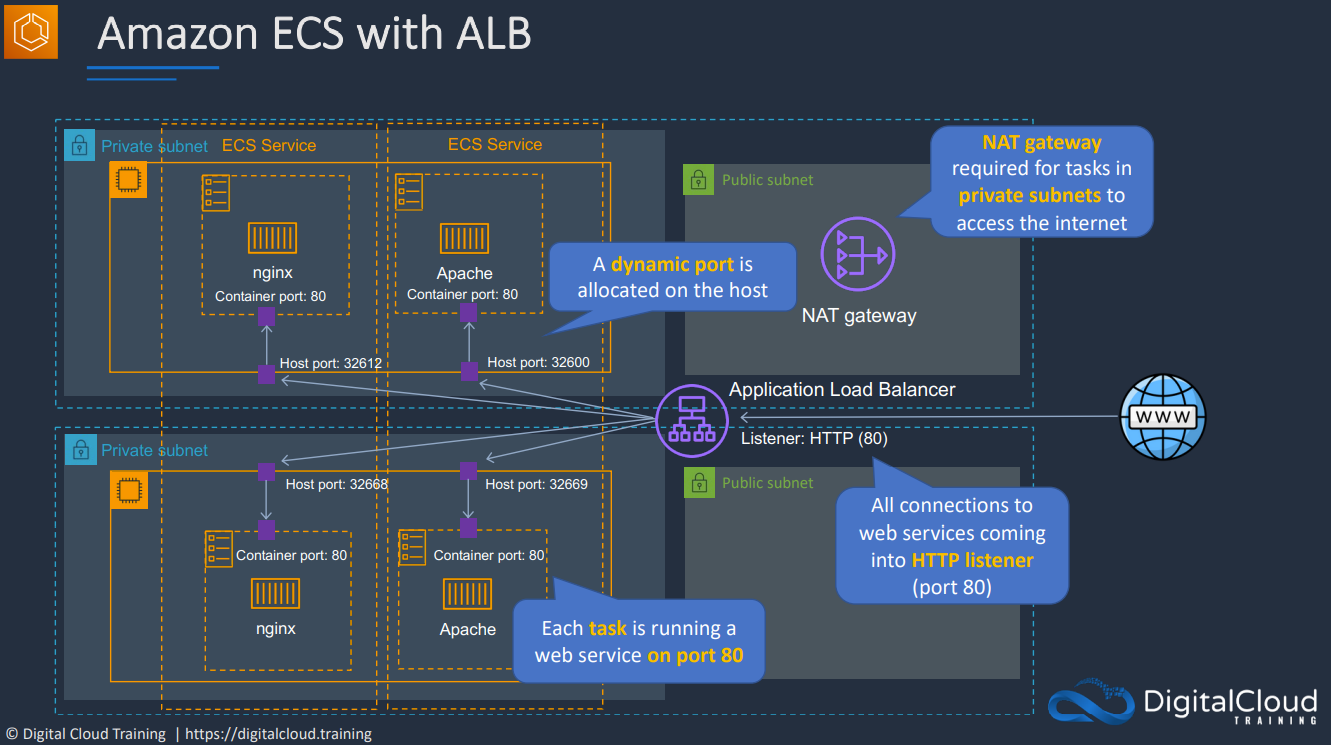 Amazon ECS with ALB
Private subnet
ECS Service
ECS Service
nginx
Container port: 80
Apache
Container port: 80
Host port: 32612
Host port: 32600
A dynamic port is
allocated on the host
Public subnet
NAT gateway
NAT gateway
required for tasks in
private subnets to
access the internet
Application Load Balancer
Listener: HTTP (80)
WWW
Private subnet
Host port: 32668
Host port: 32669
Container port: 80
nginx
Container port: 80
Apache
Each task is running a
web service on port 80
Public subnet
All connections to
web services coming
into HTTP listener
(port 80)
DigitalCloud
TRAINING
© Digital Cloud Training | https://digitalcloud.training